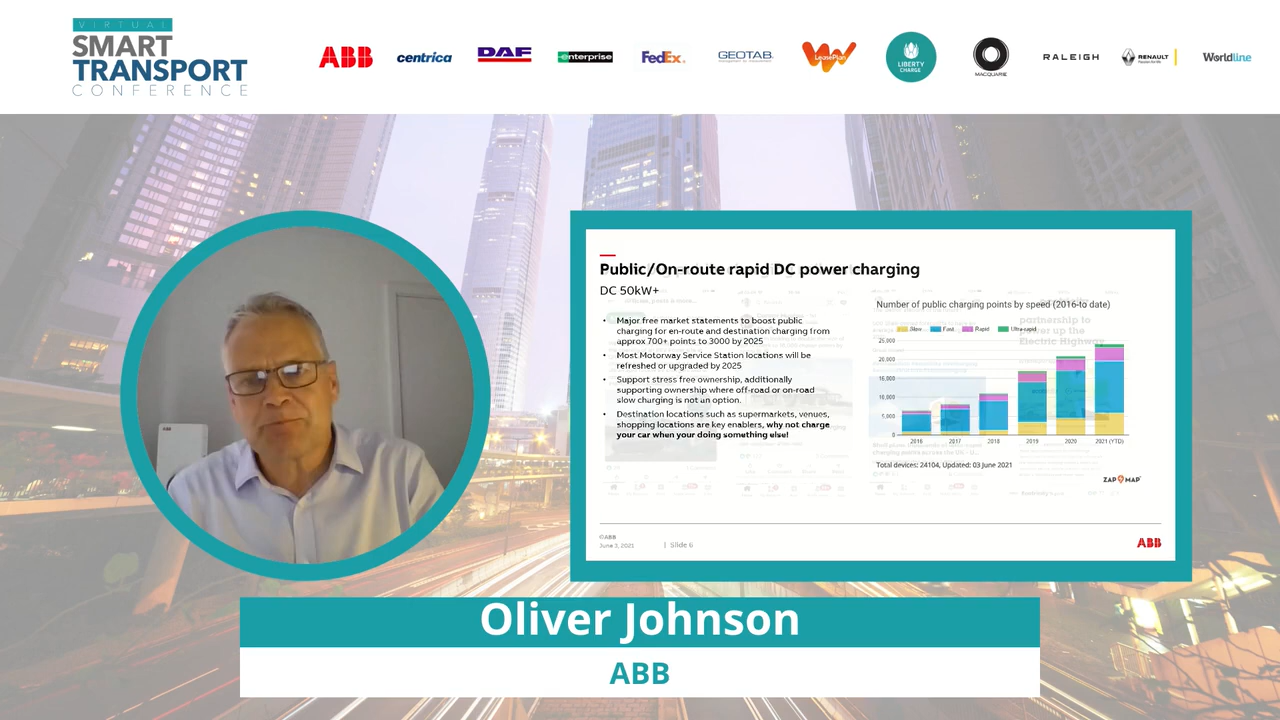 VIRTUAL
SMART
TRANSPORT
CONFERENCE
ABB
centrica
DAF
enterprise
FedEx
GEOTAB
LeasePlan
LIBERTY
CHARGE
MACQUARIE
RALEIGH
RENAULT
Worldline
Public/On-route rapid DC power charging
DC 50kW+
• Major free market statements to boost public
charging for en-route and destination charging from
approx 700+ points to 3000 by 2025
• Most Motorway Service Station locations will be
refreshed or upgraded by 2025
• Support stress free ownership, additionally
supporting ownership where off-road or on-road
slow charging is not an option.
• Destination locations such as supermarkets, venues,
shopping locations are key enablers, why not charge
your car when your doing something else!
Number of public charging points by speed (2016-to date)
Slow Fast Rapid Ultra-rapid
25,000
20,000
15,000
10,000
5,000
0
2016 2017 2018 2019 2020 2021 (YTD)
Total devices: 24104, Updated: 03 June 2021
ZAP MAP
partnership to
Electric Highway
©ABB
June 3, 2021 | Slide 6
ABB
ABB
Oliver Johnson
ABB